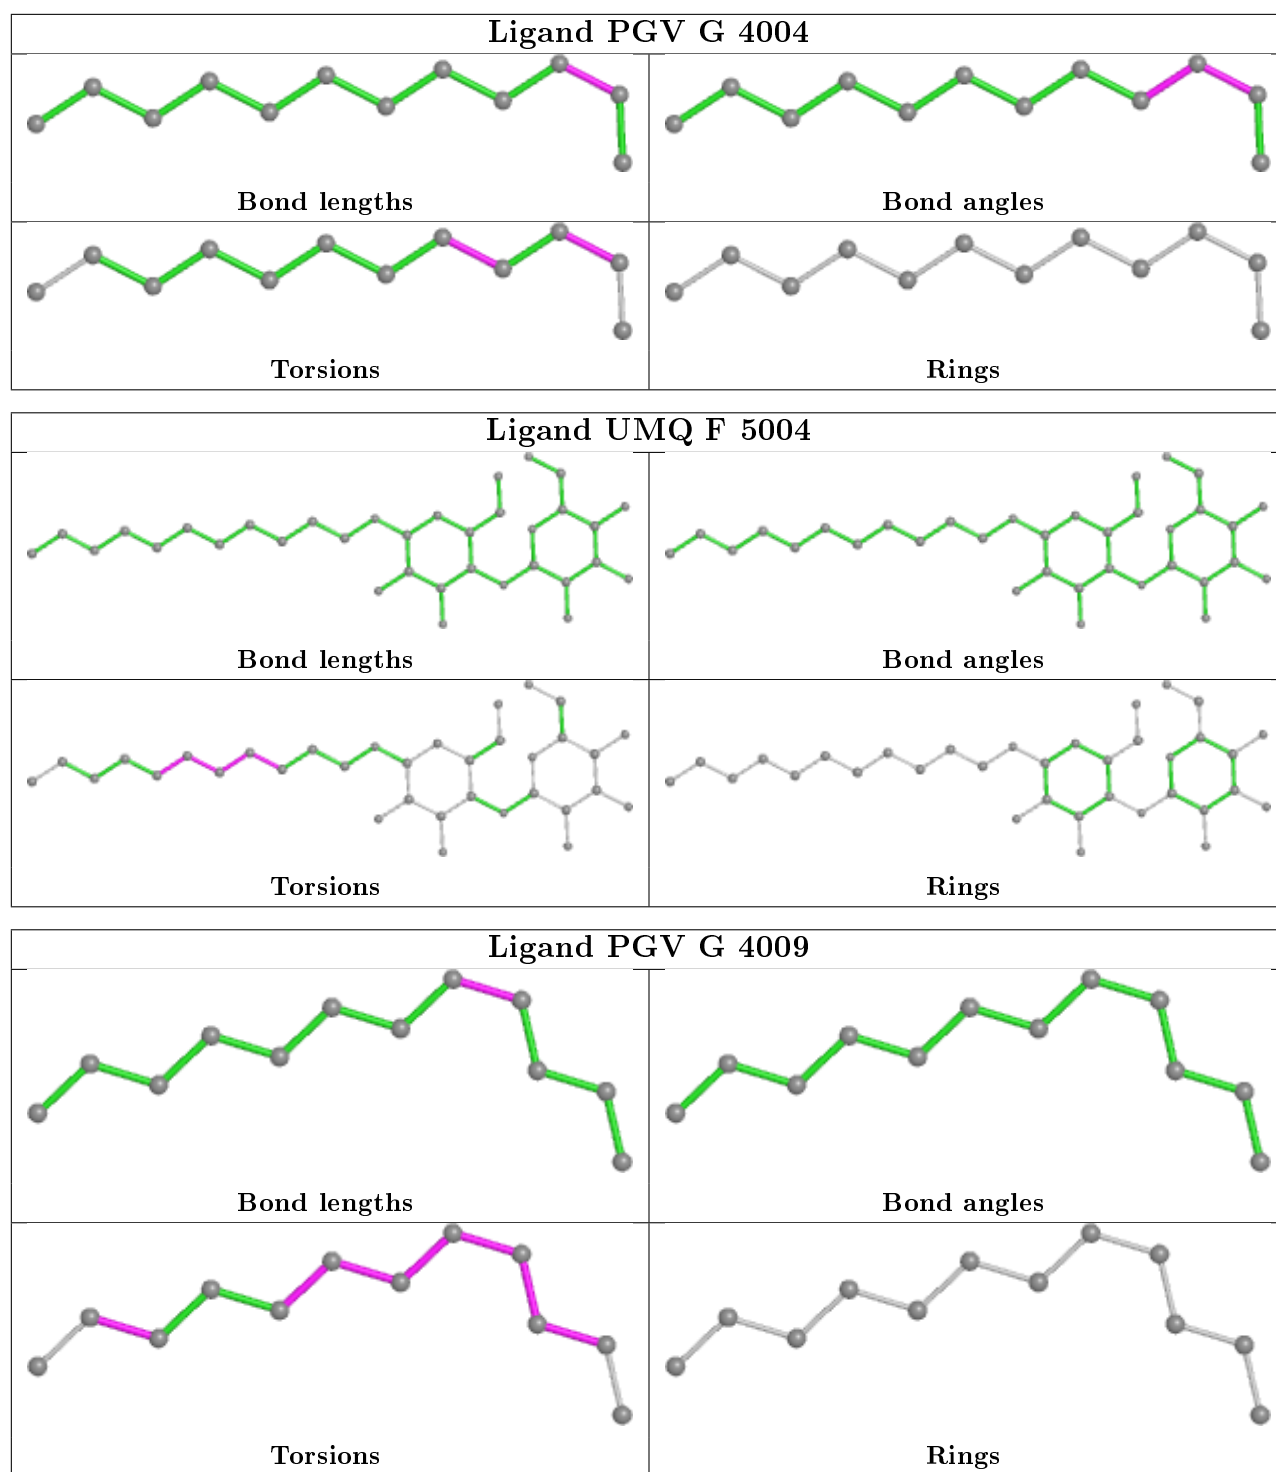 Ligand PGV G 4004
Bond lengths
Bond angles
Torsions
Rings
Ligand UMQ F 5004
Bond lengths
Bond angles
Torsions
Rings
Ligand PGV G 4009
Bond lengths
Bond angles
Torsions
Rings